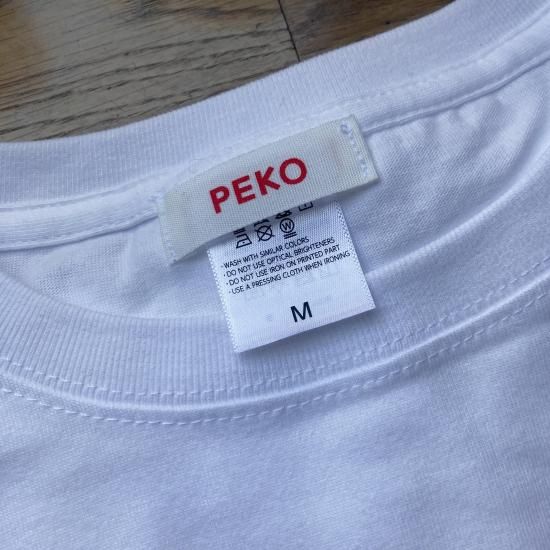 PEKO
• WASH WITH SIMILAR COLORS
• DO NOT USE OPTICAL BRIGHTENERS
• DO NOT USE IRON ON PRINTED PART
• USE A PRESSING CLOTH WHEN IRONING
M